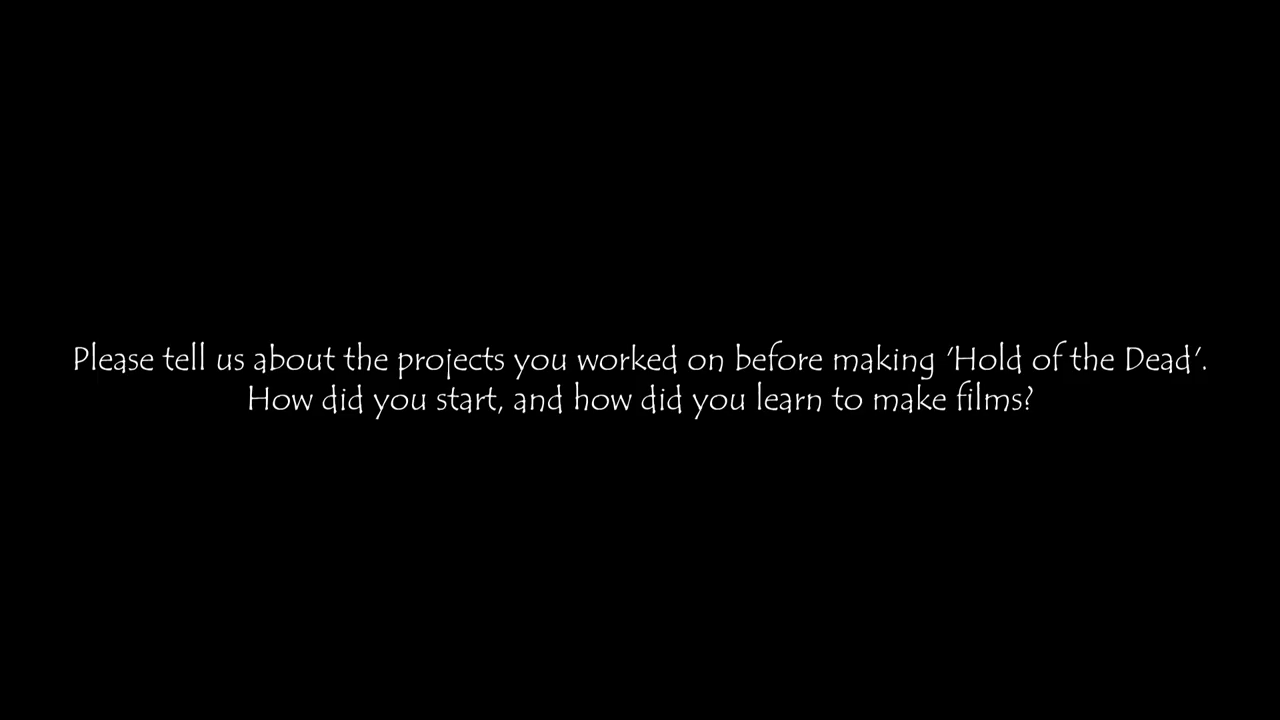 Please tell us about the projects you worked on before making 'Hold of the Dead'.
How did you start, and how did you learn to make films?